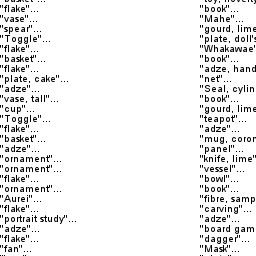 "flake"...
"vase"...
"spear"...
"Toggle"...
"flake"...
"basket"...
"flake"...
"plate, cake"...
"adze"...
"vase, tall"...
"cup"...
"Toggle"...
"flake"...
"basket"...
"adze"...
"ornament"...
"ornament"...
"flake"...
"ornament"...
"Aurei"...
"flake"...
"portrait study"...
"adze"...
"flake"...
"fan"...
"book"...
"Mahe"...
"gourd, lime
"plate, doll's
"Whakawae"
"book"...
"adze, hand
"net"...
"Seal, cylin
"book"...
"gourd, lime
"teapot"...
"adze"...
"mug, coron
"panel"...
"knife, lime"
"vessel"...
"bowl"...
"book"...
"fibre, samp
"carving"...
"adze"...
"board gam
"dagger"...
"Mask"...